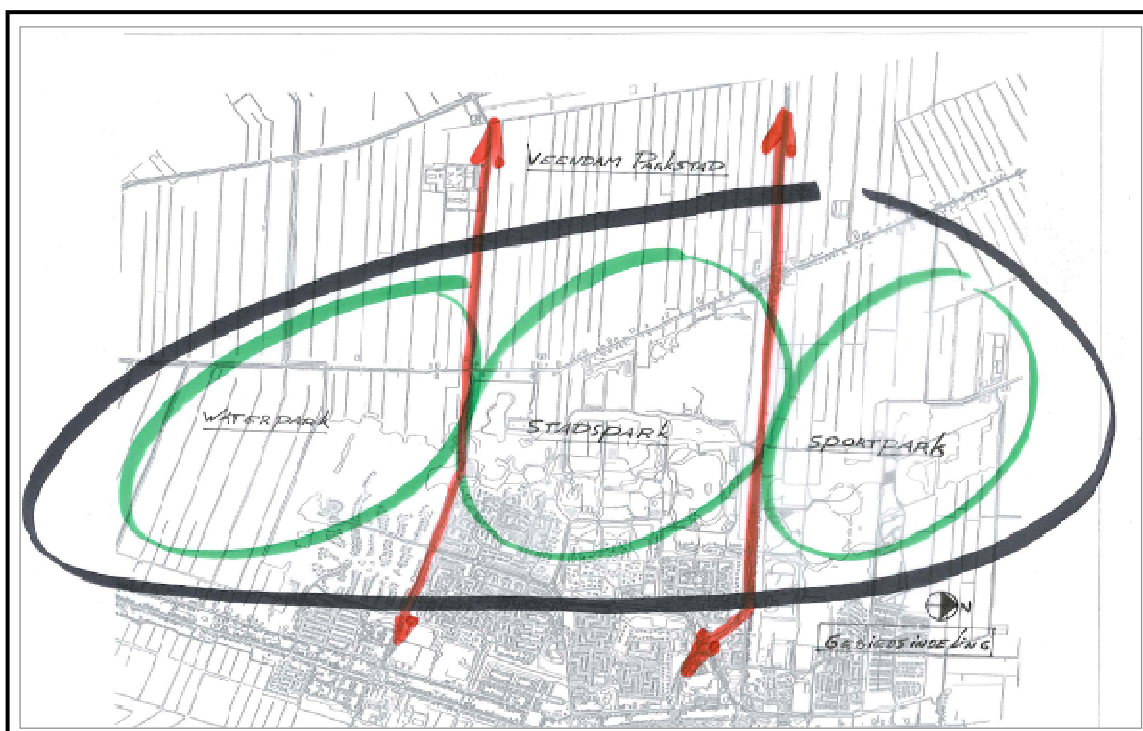 VEENDAM PARKSTAD
WATERPARK
STADSPARK
SPORTPARK
N
GEBIEDSINDELING